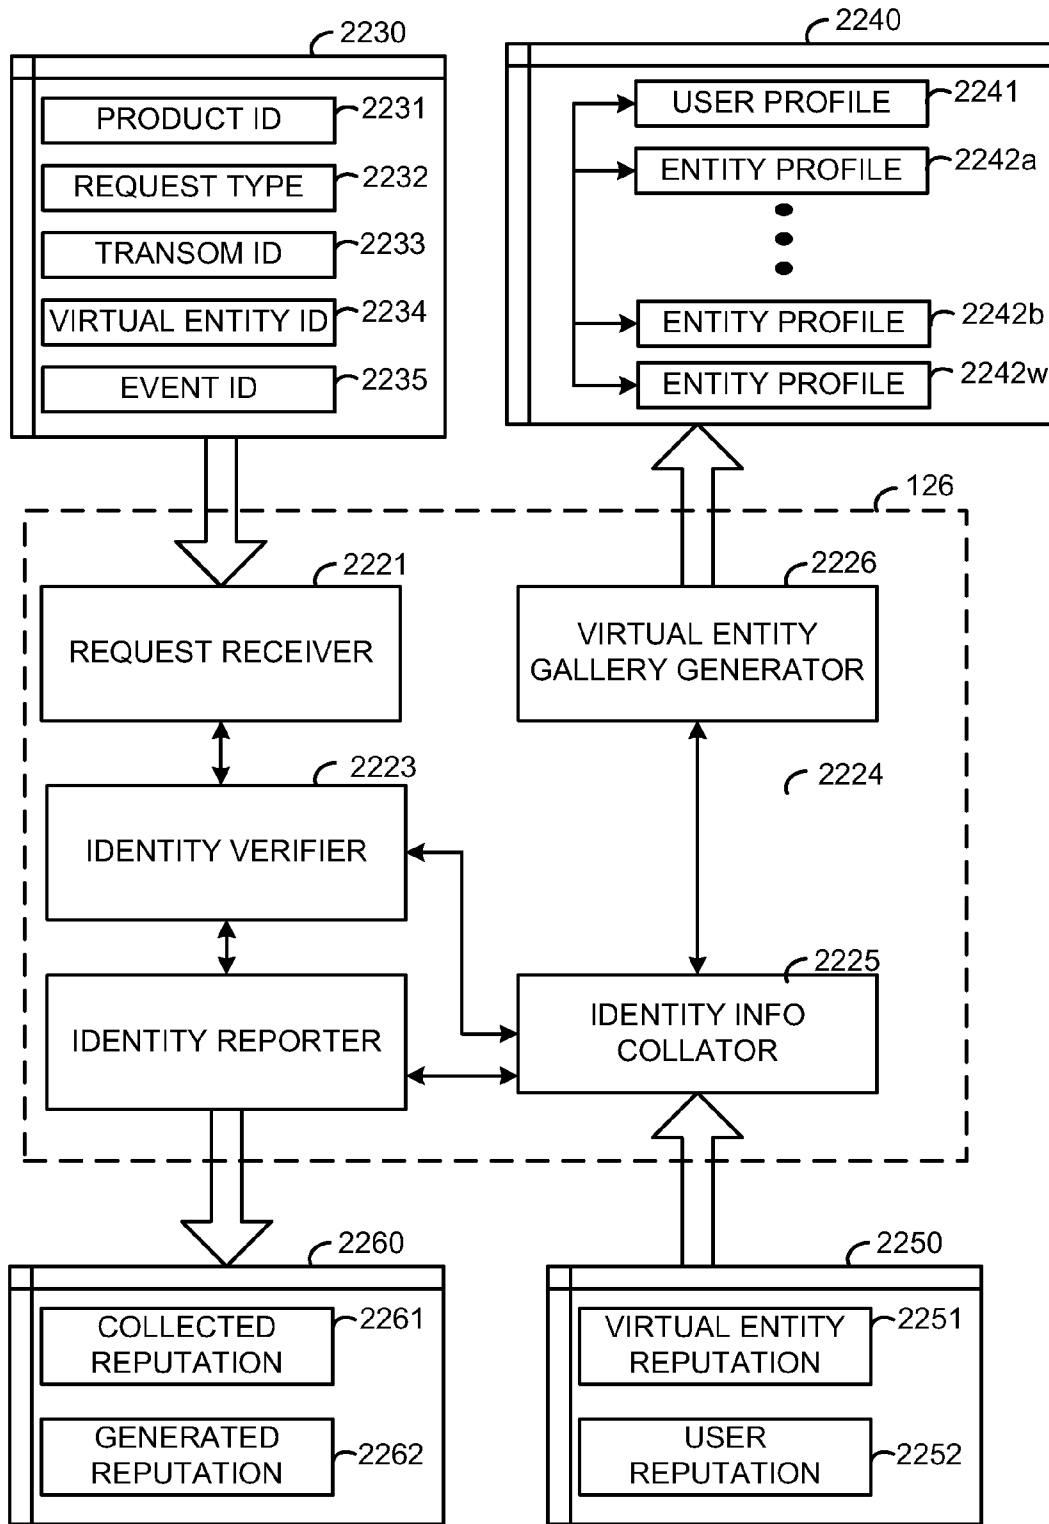 2230
PRODUCT ID
2231
REQUEST TYPE
2232
TRANSOM ID
2233
VIRTUAL ENTITY ID
2234
EVENT ID
2235
2240
USER PROFILE
2241
ENTITY PROFILE
2242a
ENTITY PROFILE
2242b
ENTITY PROFILE
2242w
126
2221
REQUEST RECEIVER
2226
VIRTUAL ENTITY
GALLERY GENERATOR
2223
IDENTITY VERIFIER
2224
IDENTITY REPORTER
2225
IDENTITY INFO
COLLATOR
2260
COLLECTED
REPUTATION
2261
GENERATED
REPUTATION
2262
2250
VIRTUAL ENTITY
REPUTATION
2251
USER
REPUTATION
2252